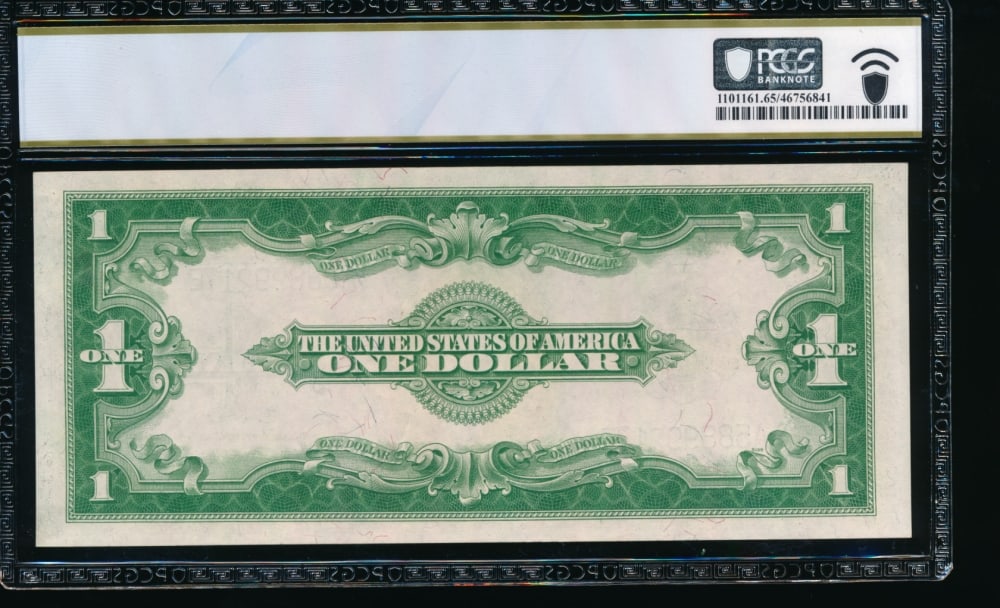 PCGS
BANKNOTE
1101161.65/46756841
1 1
ONE DOLLAR ONE DOLLAR
THE UNITED STATES OF AMERICA
1 ONE 1 ONE
ONE DOLLAR
ONE DOLLAR ONE DOLLAR
1 1